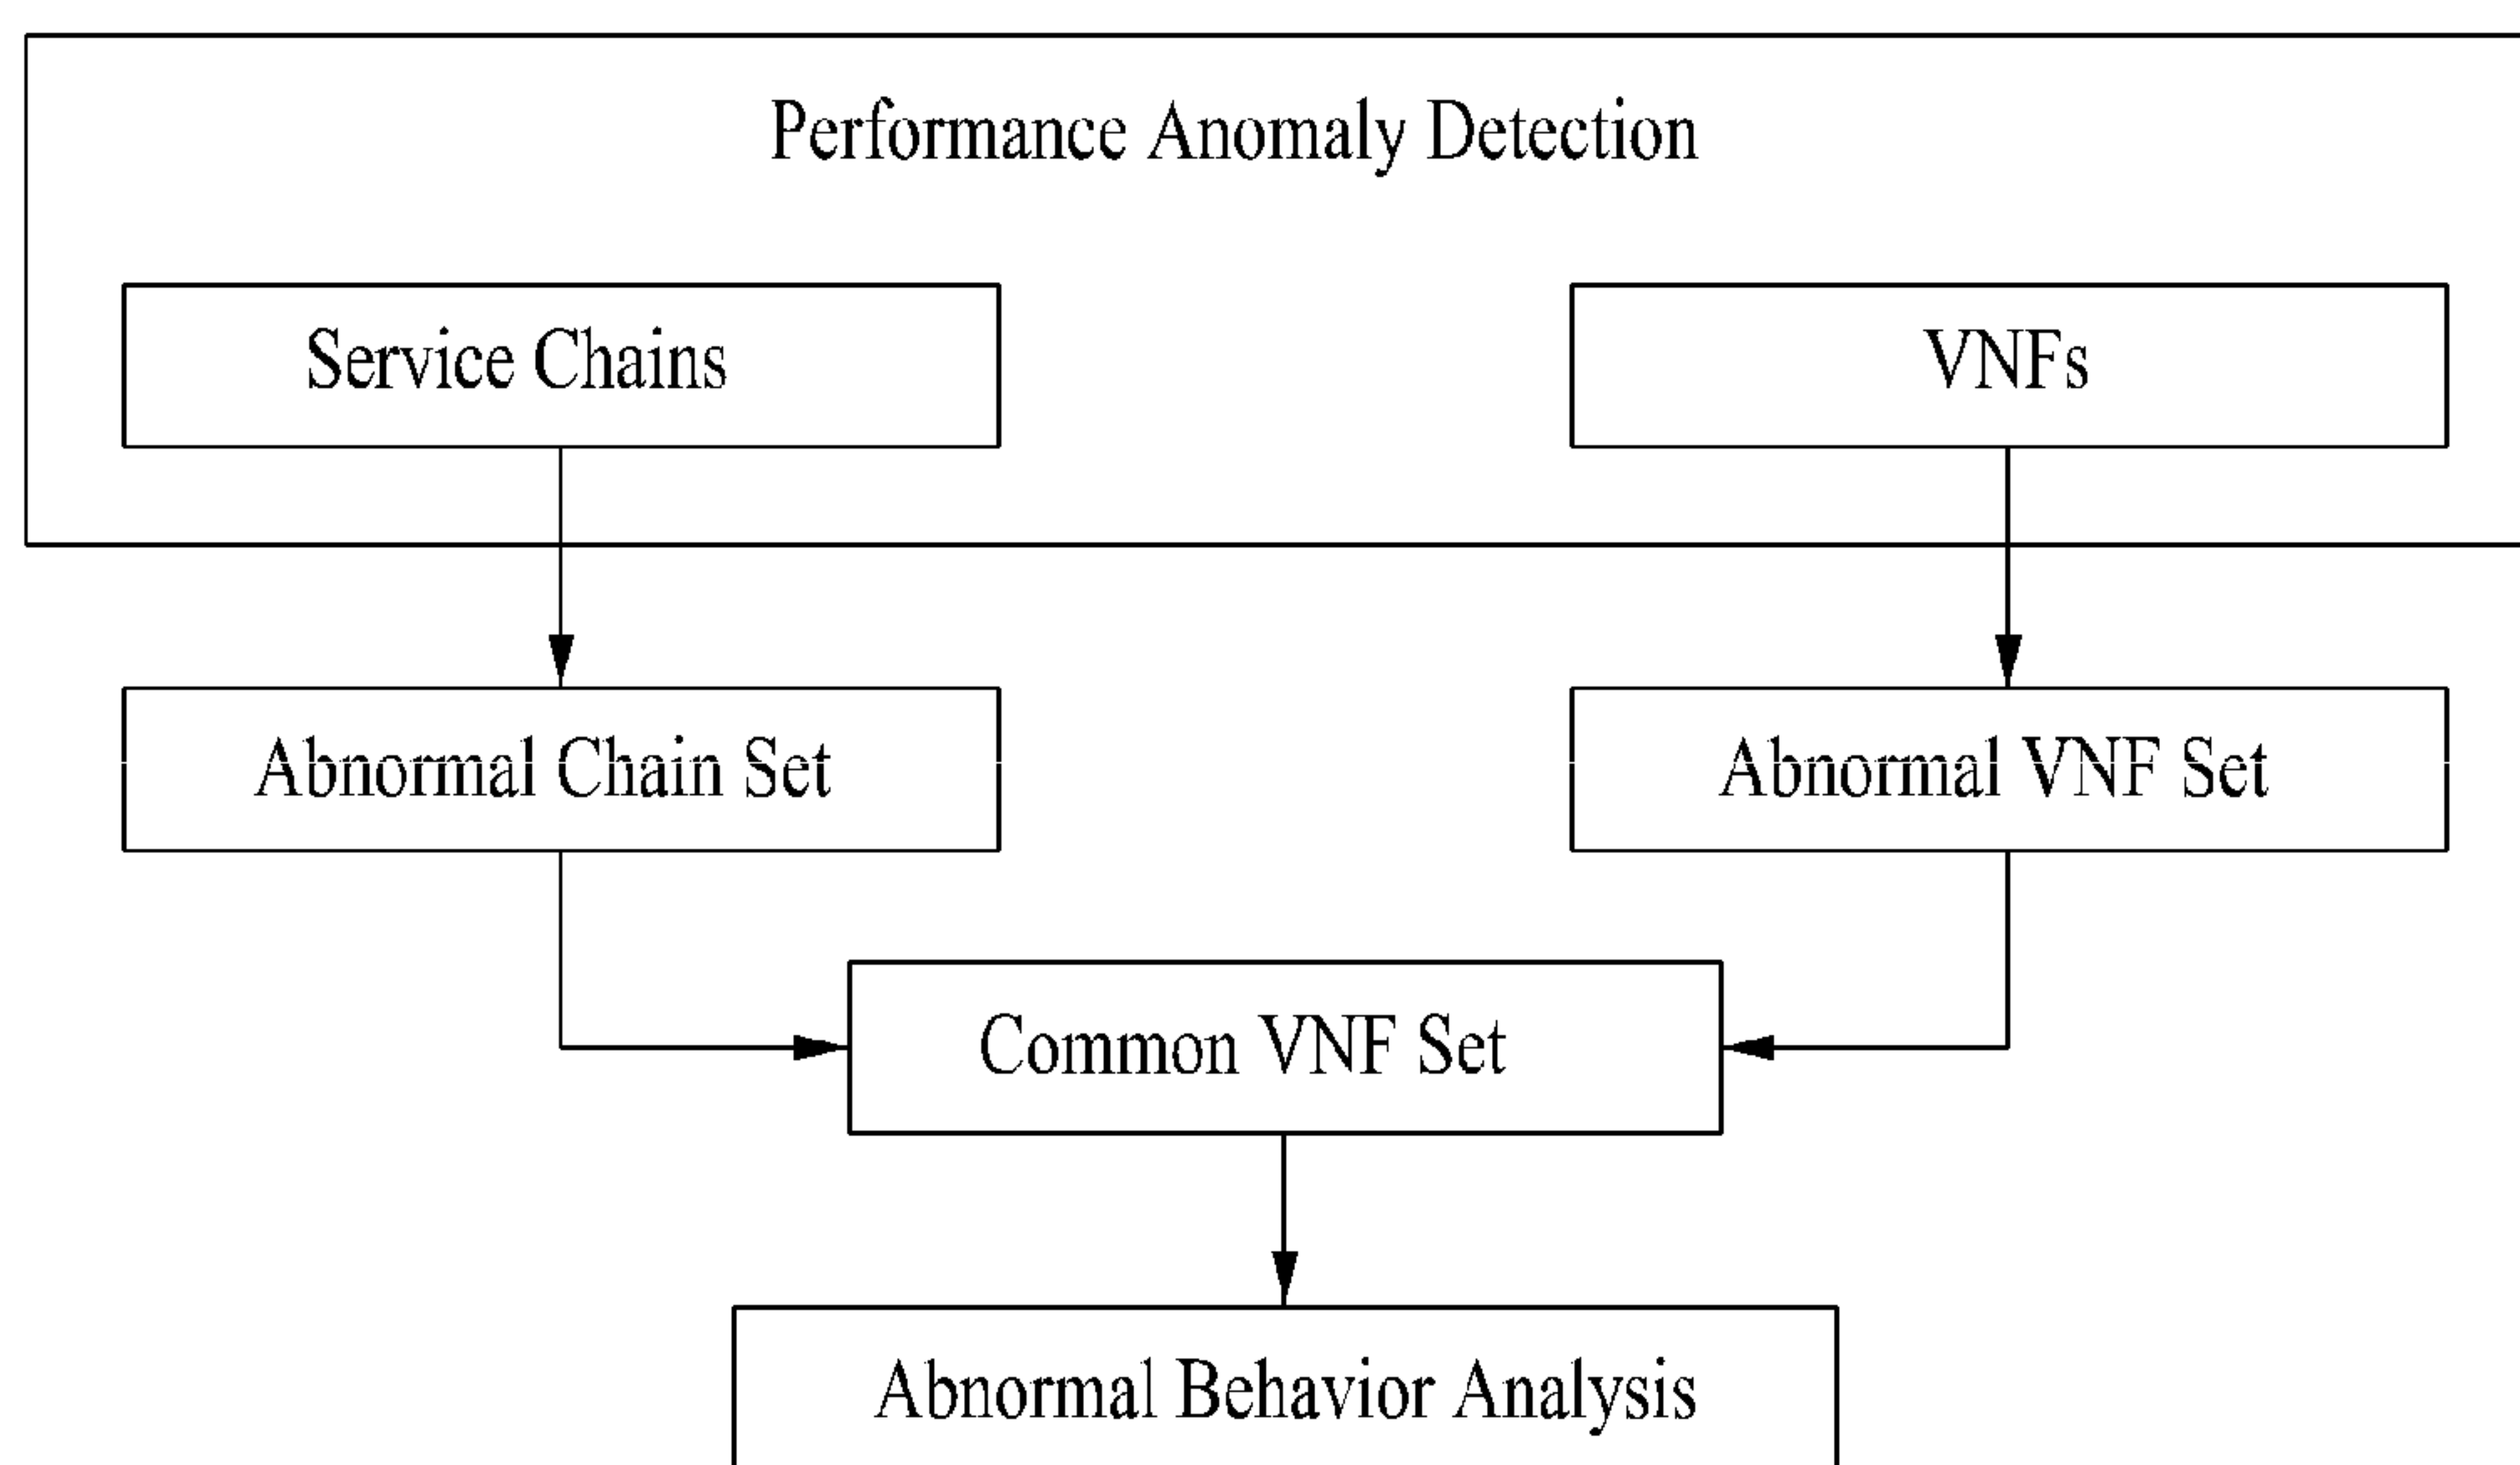 Performance Anomaly Detection
Service Chains
VNFs
Abnormal Chain Set
Abnormal VNF Set
Common VNF Set
Abnormal Behavior Analysis